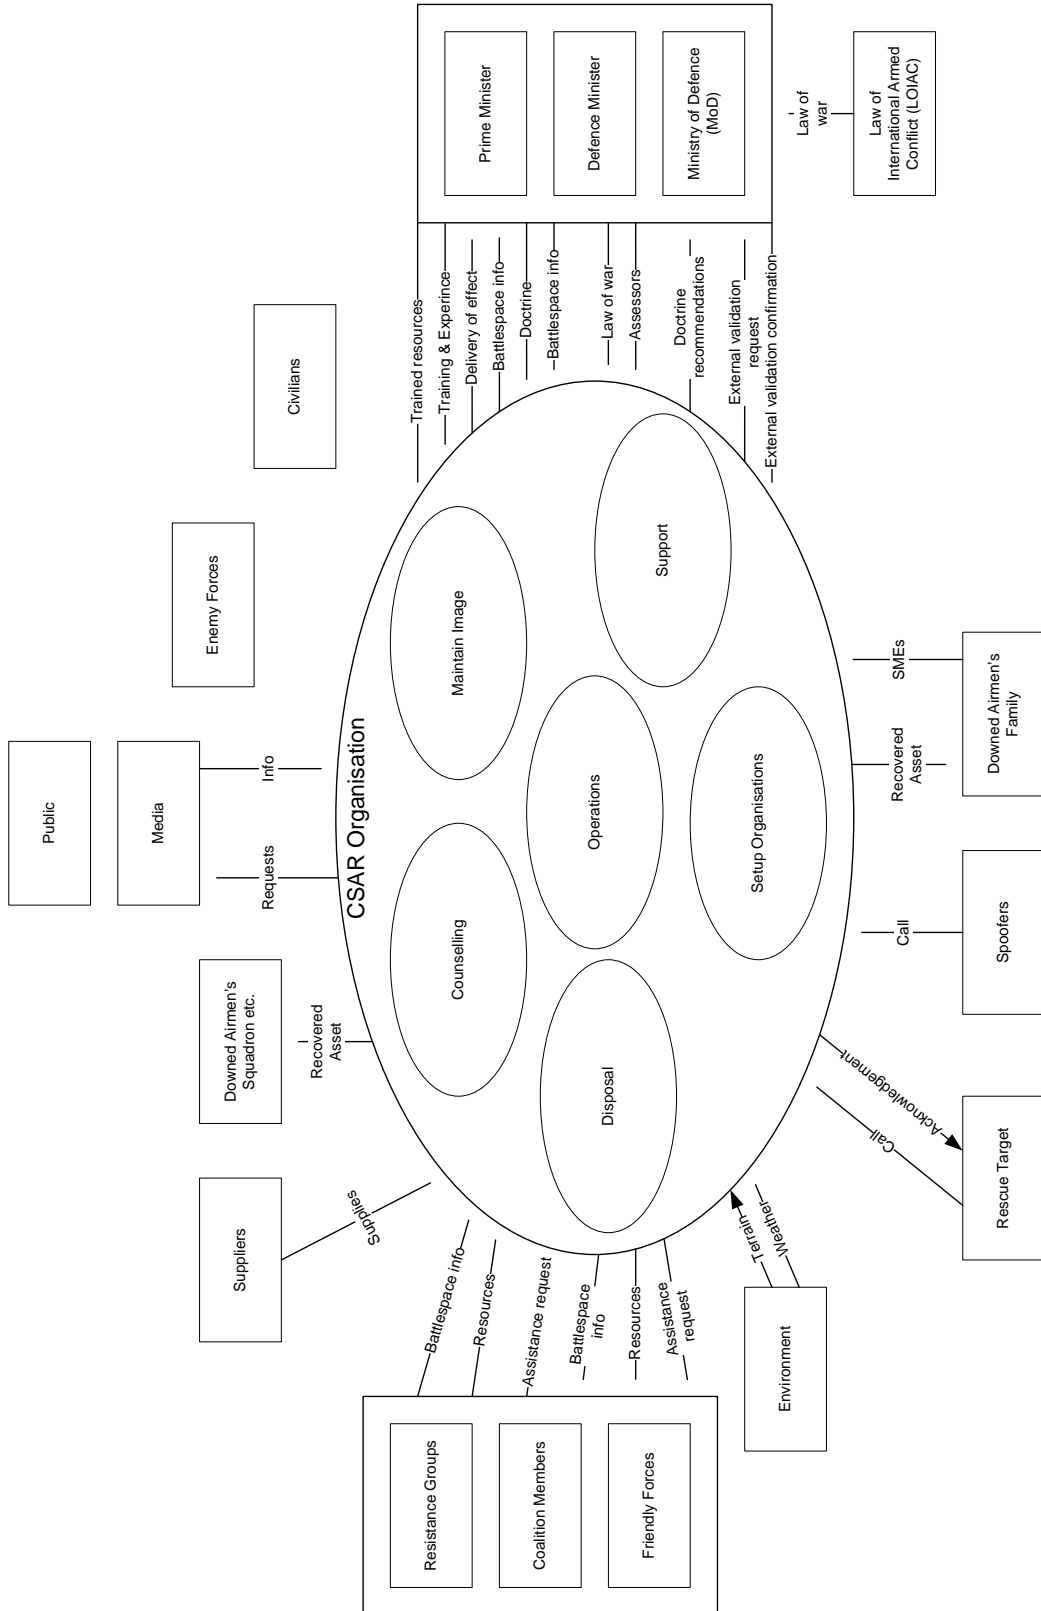 Public
Media
Info
Requests
Enemy Forces
Civilians
Downed Airmen's
Squadron etc.
Recovered
Asset
Suppliers
Supplies
CSAR Organisation
Counselling
Maintain Image
Disposal
Operations
Support
Setup Organisations
Resistance Groups
Coalition Members
Friendly Forces
Battlespace info
Resources
Assistance request
Battlespace
info
Resources
Assistance
request
Environment
Terrain
Weather
Rescue Target
Call
Acknowledgement
Spoofers
Call
Downed Airmen's
Family
Recovered
Asset
SMEs
Trained resources
Training & Experince
Delivery of effect
Battlespace info
Doctrine
Battlespace info
Law of war
Assessors
Doctrine
recommendations
External validation
request
External validation confirmation
Prime Minister
Defence Minister
Ministry of Defence
(MoD)
Law of
war
Law of
International Armed
Conflict (LOIAC)